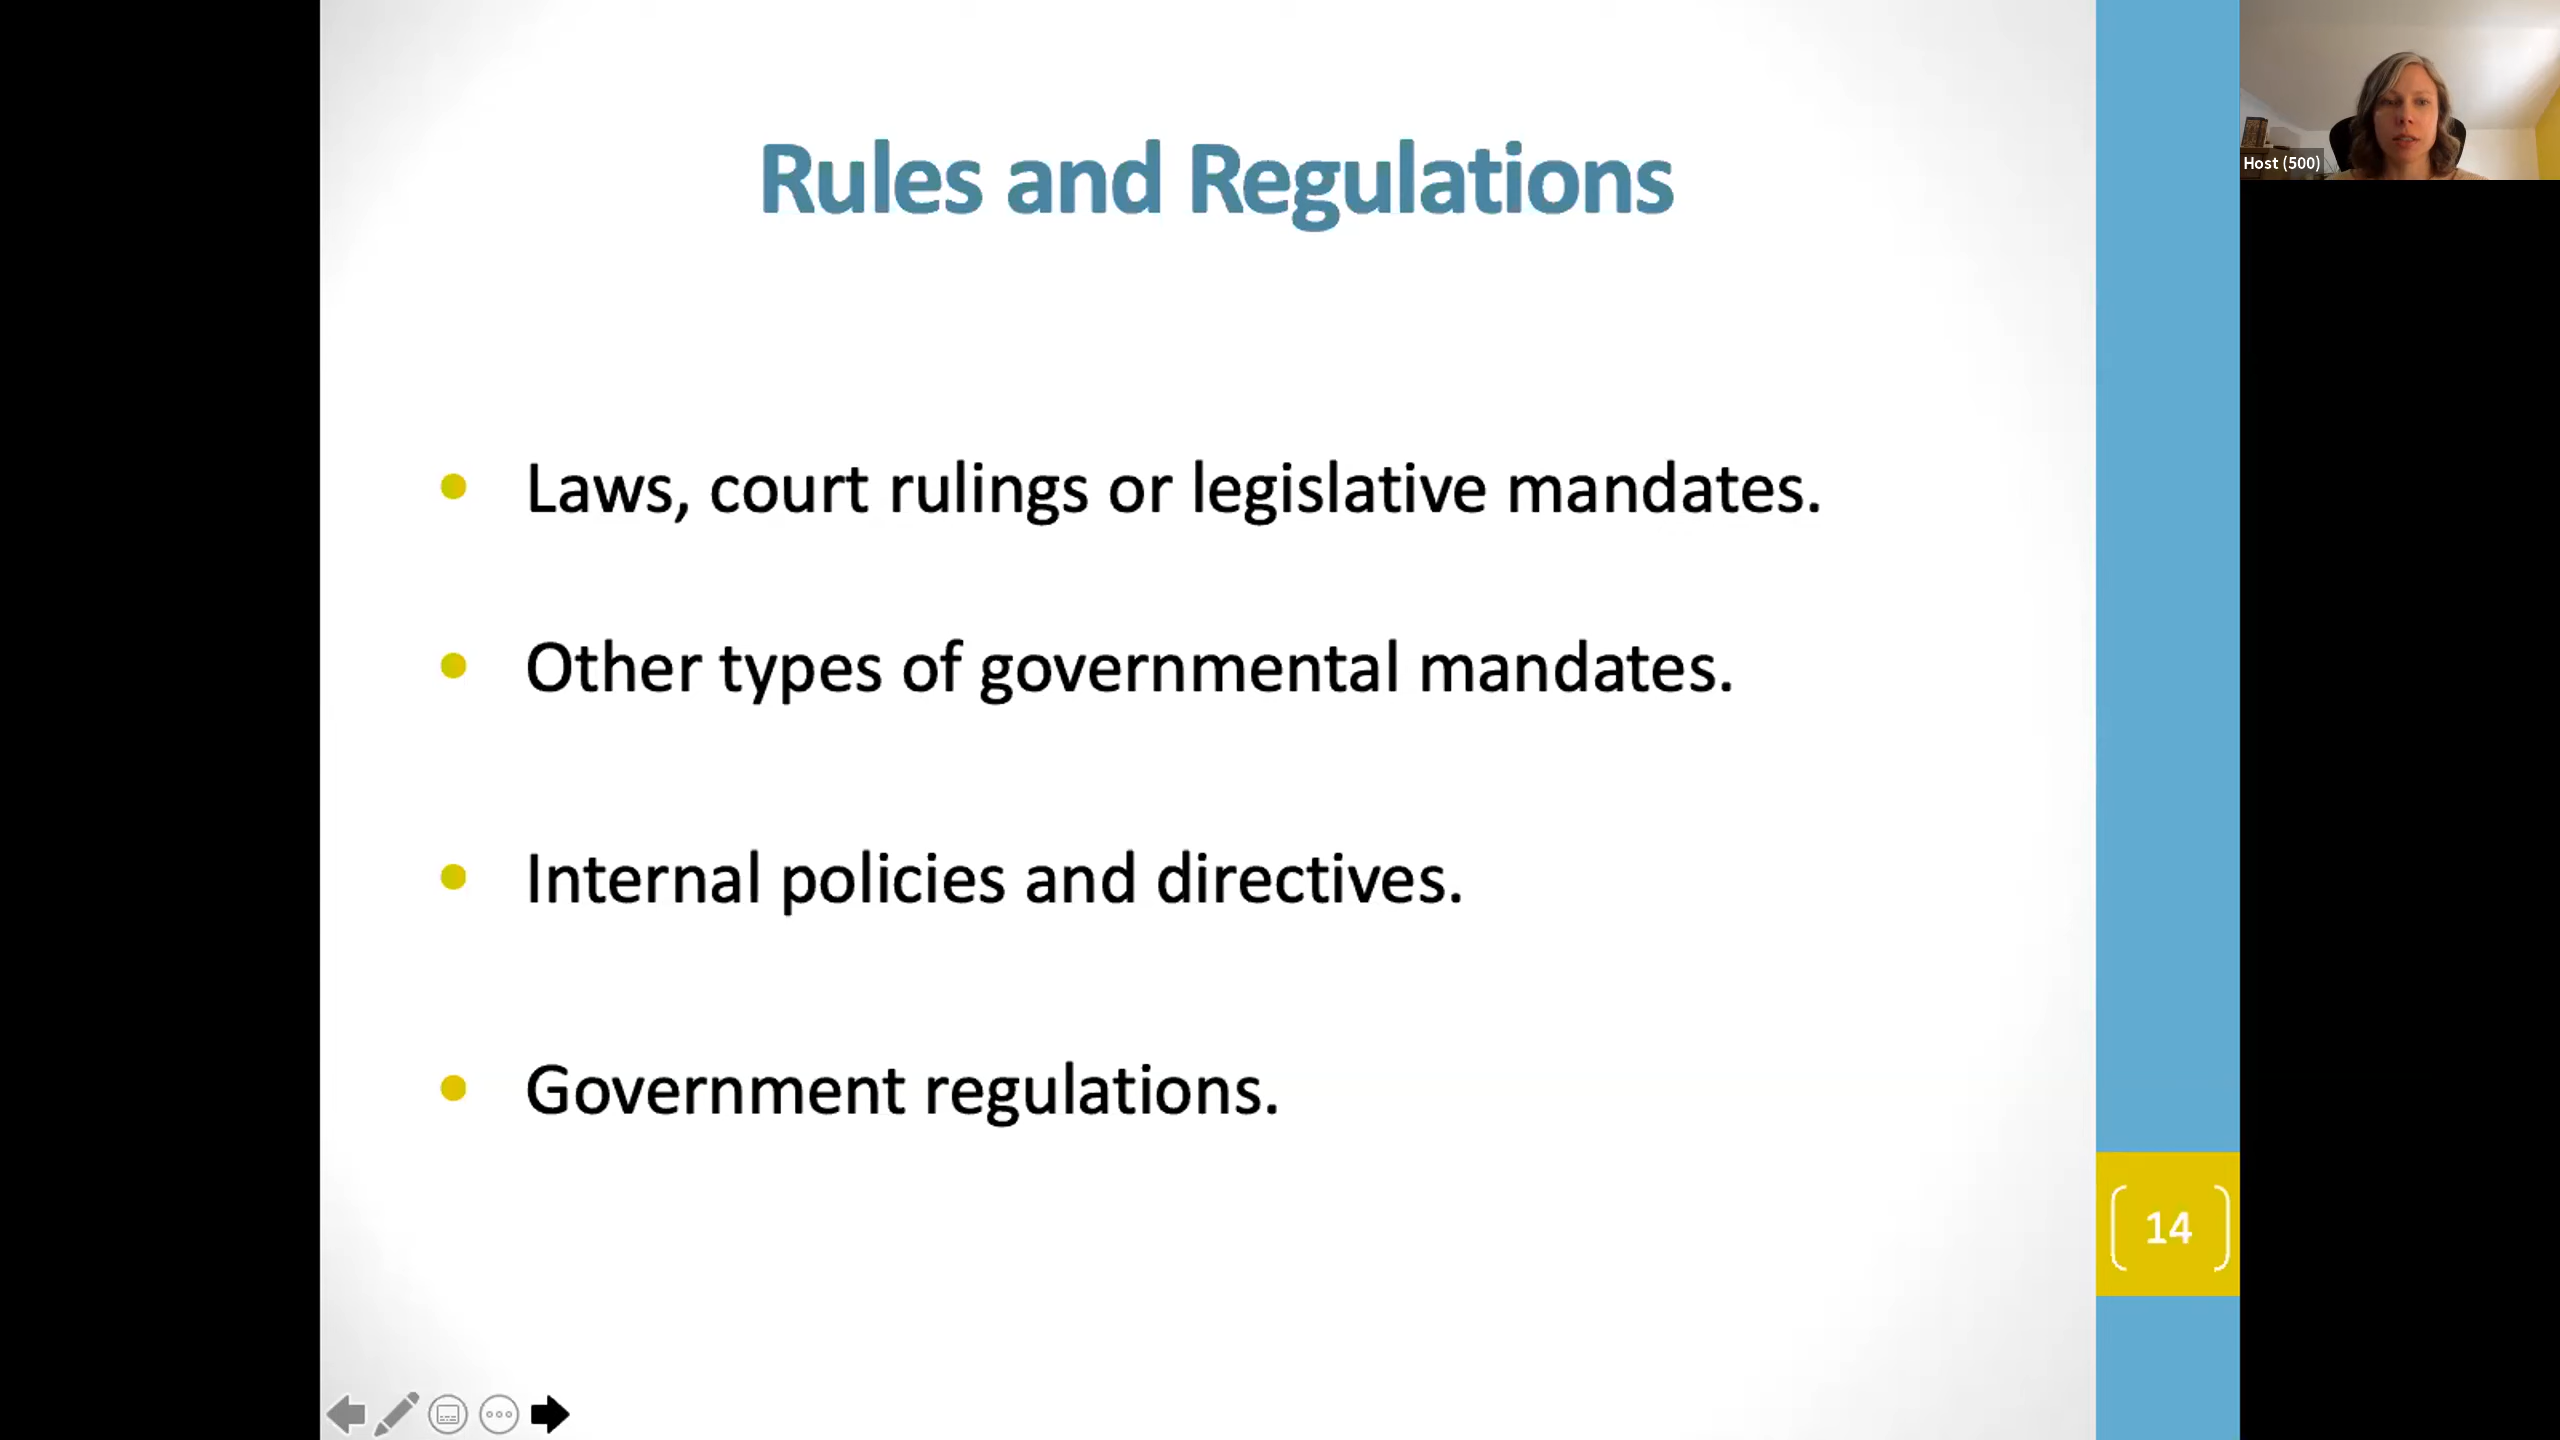 Rules and Regulations
Host (500)
• Laws, court rulings or legislative mandates.
• Other types of governmental mandates.
• Internal policies and directives.
• Government regulations.
14